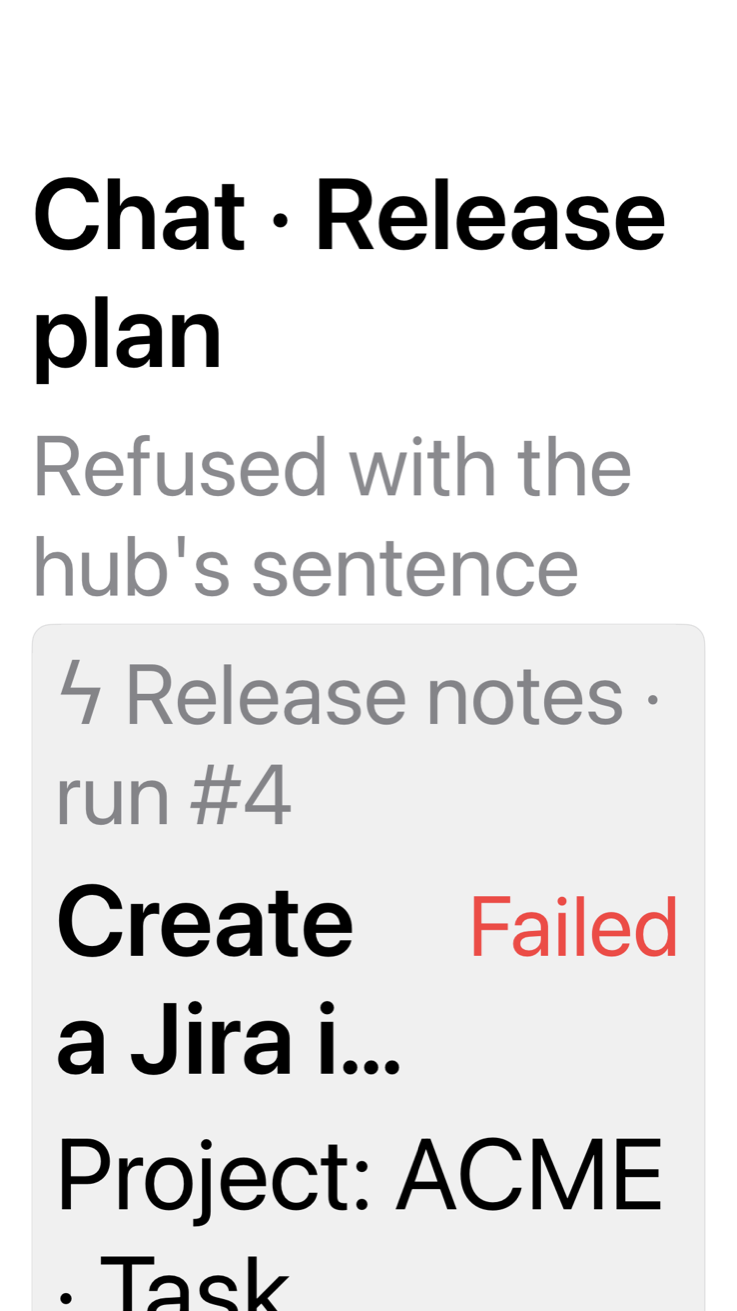 Chat · Release
plan
Refused with the
hub's sentence
ϟ Release notes ·
run #4
Create
a Jira i...
Failed
Project: ACME
· Task